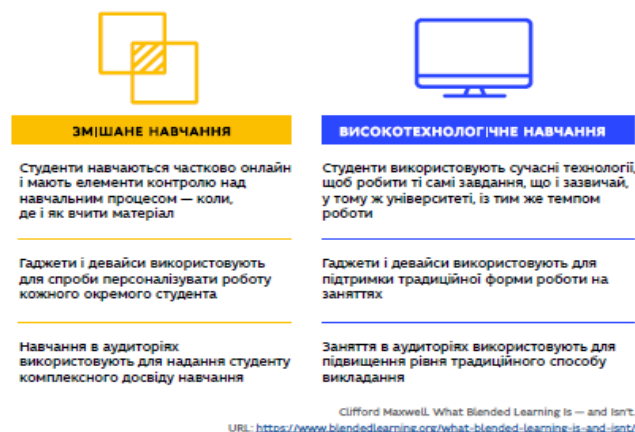 ЗМІШАНЕ НАВЧАННЯ
Студенти навчаються частково онлайн
і мають елементи контролю над
навчальним процесом — коли,
де і як вчити матеріал
Гаджети і девайси використовують
для спроби персоналізувати роботу
кожного окремого студента
Навчання в аудиторіях
використовують для надання студенту
комплексного досвіду навчання
ВИСОКОТЕХНОЛОГІЧНЕ НАВЧАННЯ
Студенти використовують сучасні технології,
щоб робити ті самі завдання, що і зазвичай,
у тому ж університеті, із тим же темпом
роботи
Гаджети і девайси використовують для
підтримки традиційної форми роботи на
заняттях
Заняття в аудиторіях використовують для
підвищення рівня традиційного способу
викладання
Clifford Maxwell. What Blended Learning Is — and Isn't.
URL: https://www.blendedlearning.org/what-blended-learning-is-and-isnt/